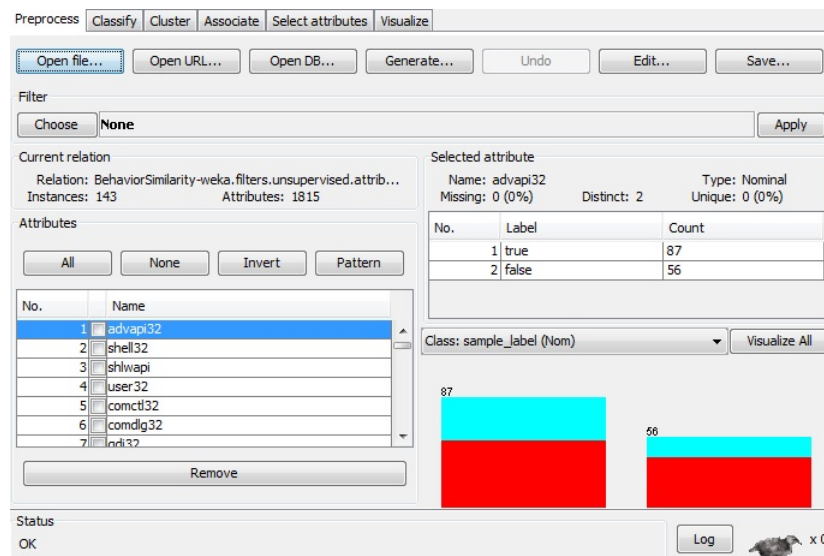 Preprocess Classify Cluster Associate Select attributes Visualize
Open file... Open URL... Open DB... Generate... Undo Edit... Save...
Filter
Choose None Apply
Current relation
Relation: BehaviorSimilarity-weka.filters.unsupervised.attrib...
Instances: 143 Attributes: 1815
Selected attribute
Name: advapi32 Type: Nominal
Missing: 0 (0%) Distinct: 2 Unique: 0 (0%)
No. Label Count
1 true 87
2 false 56
Attributes
All None Invert Pattern
No. Name
1 advapi32
2 shell32
3 shlwapi
4 user32
5 comctl32
6 comdlg32
7 gdi32
Remove
Class: sample_label (Nom) Visualize All
87
56
Status
OK
Log x 0